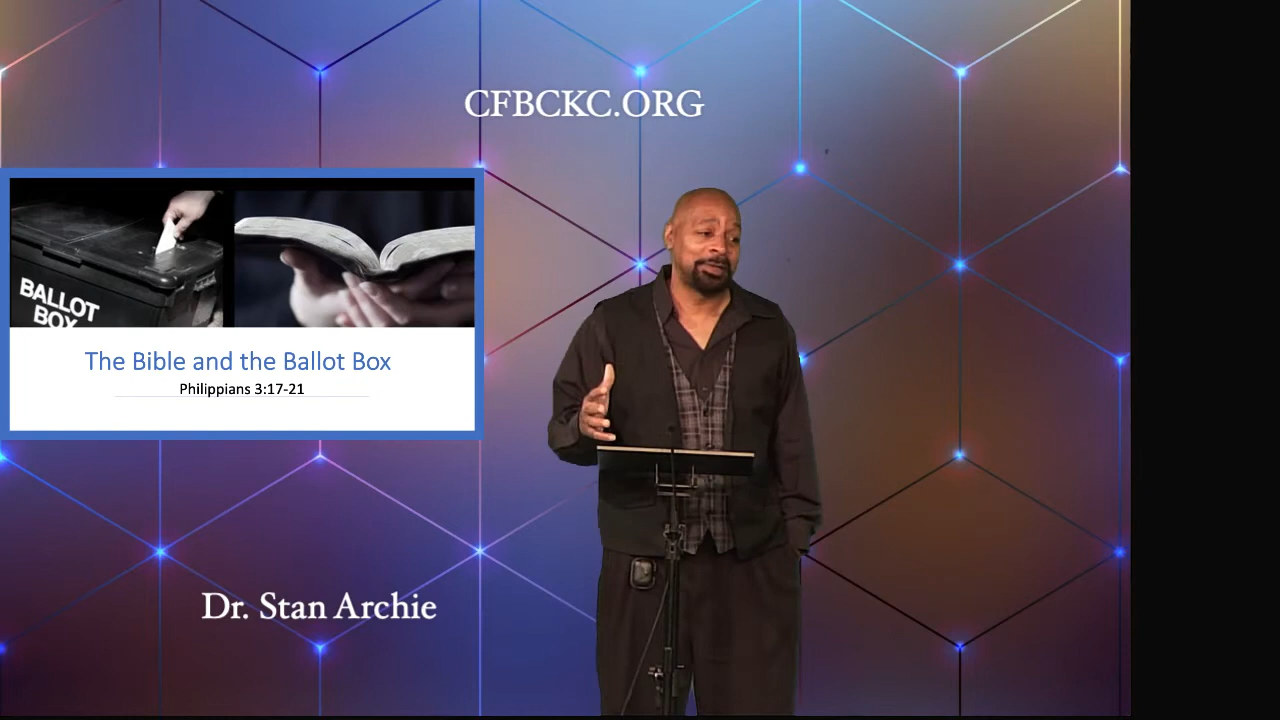 CFBCKC.ORG
BALLOT
BOX
The Bible and the Ballot Box
Philippians 3:17-21
Dr. Stan Archie